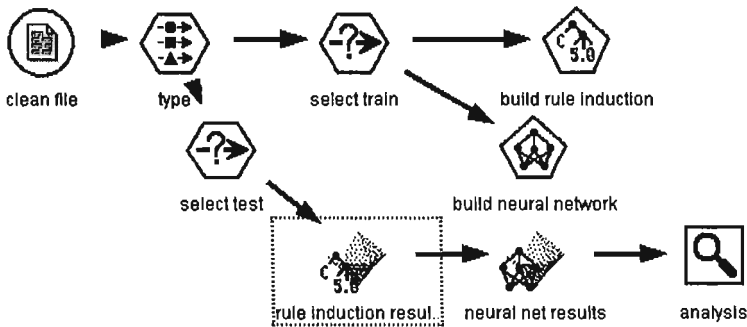 C 5.0
clean file
type
select train
build rule induction
select test
build neural network
C 5.0
rule induction resul..
neural net results
analysis